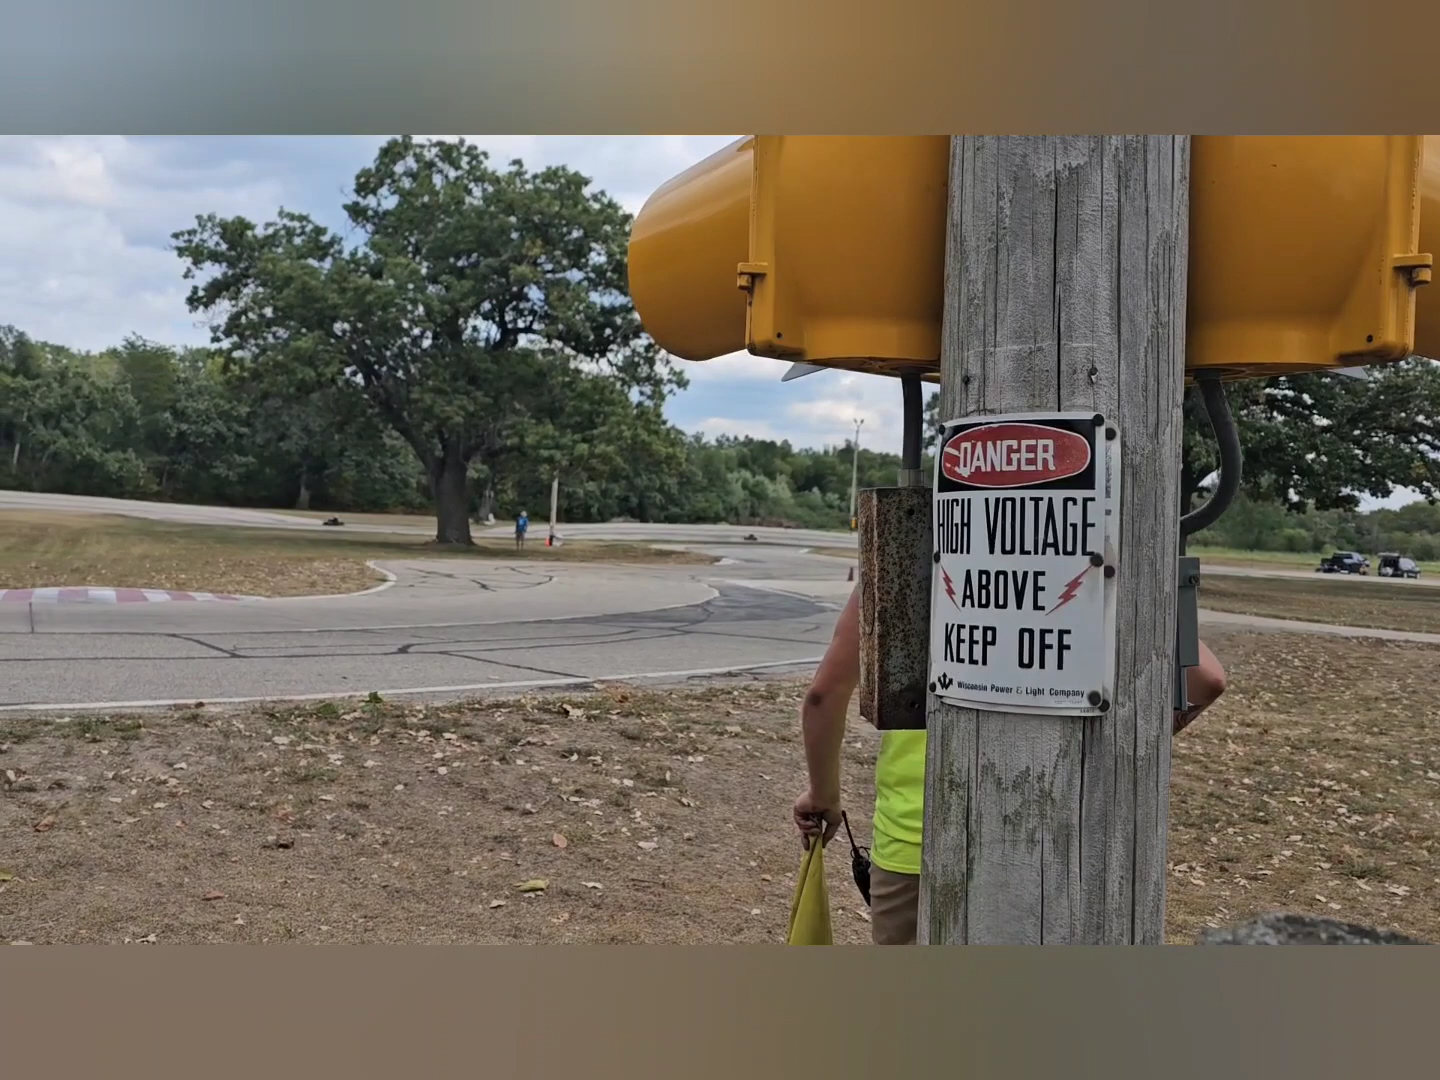 DANGER
HIGH VOLTAGE
ABOVE
KEEP OFF
Wisconsin Power & Light Company